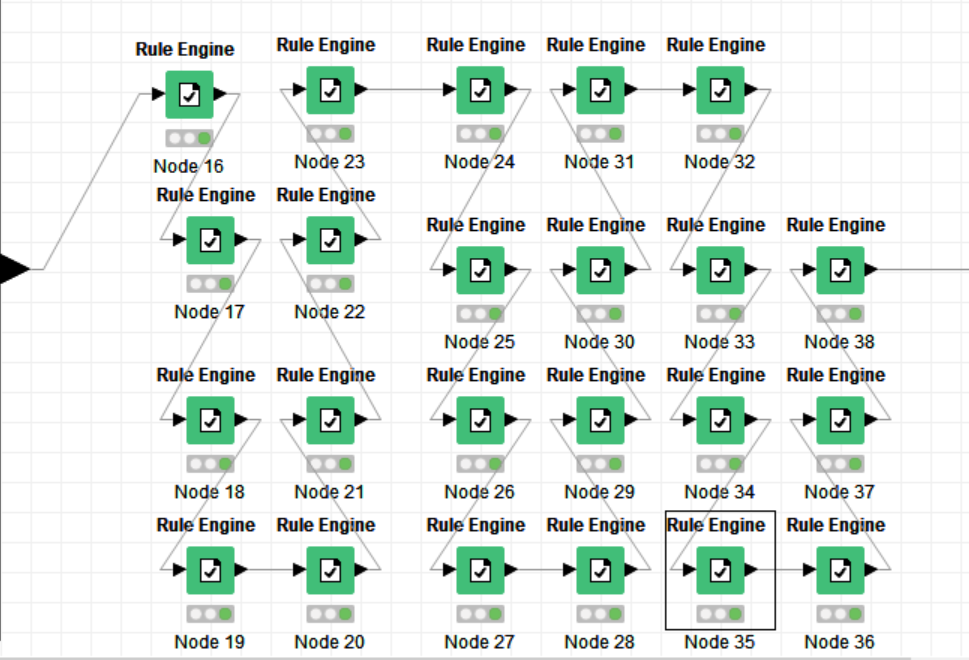 Rule Engine
Rule Engine
Rule Engine
Rule Engine
Rule Engine
Node 16
Node 23
Node 24
Node 31
Node 32
Rule Engine
Rule Engine
Rule Engine
Rule Engine
Rule Engine
Rule Engine
Node 17
Node 22
Node 25
Node 30
Node 33
Node 38
Rule Engine
Rule Engine
Rule Engine
Rule Engine
Rule Engine
Rule Engine
Node 18
Node 21
Node 26
Node 29
Node 34
Node 37
Rule Engine
Rule Engine
Rule Engine
Rule Engine
Rule Engine
Rule Engine
Node 19
Node 20
Node 27
Node 28
Node 35
Node 36